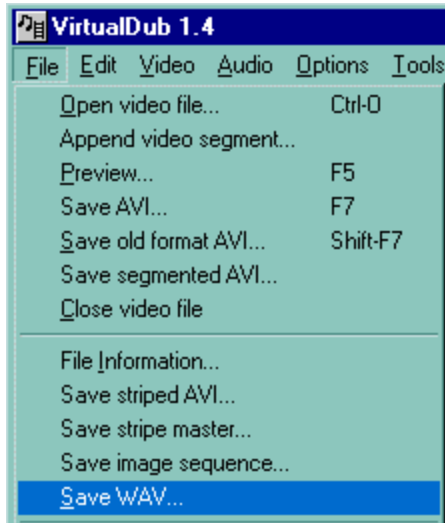 VirtualDub 1.4
File Edit Video Audio Options Tools
Open video file... Ctrl-O
Append video segment...
Preview... F5
Save AVI... F7
Save old format AVI... Shift-F7
Save segmented AVI...
Close video file
File Information...
Save striped AVI...
Save stripe master...
Save image sequence...
Save WAV...